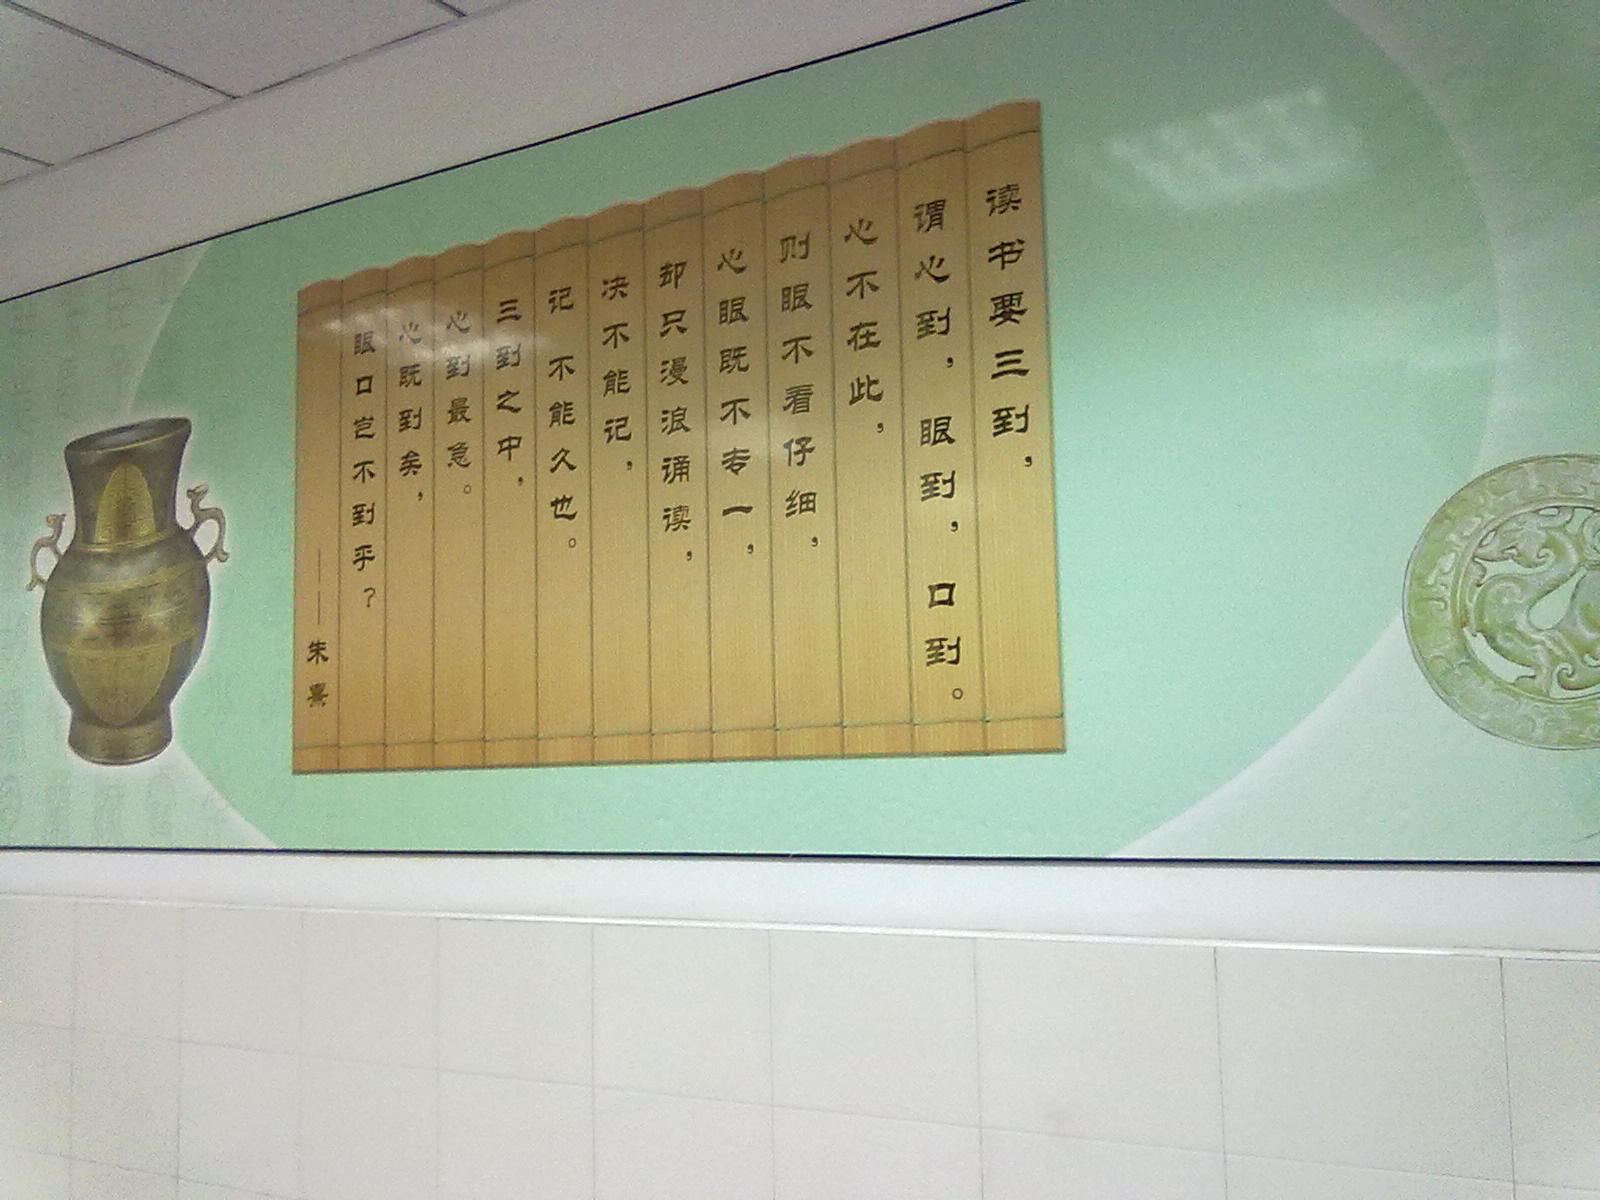 读书要三到，
谓心到，眼到，口到。
心不在此，
则眼不看仔细，
心眼既不专一，
却只漫浪诵读，
决不能记，
记不能久也。
三到之中，
心到最急。
心既到矣，
眼口岂不到乎？
——朱熹